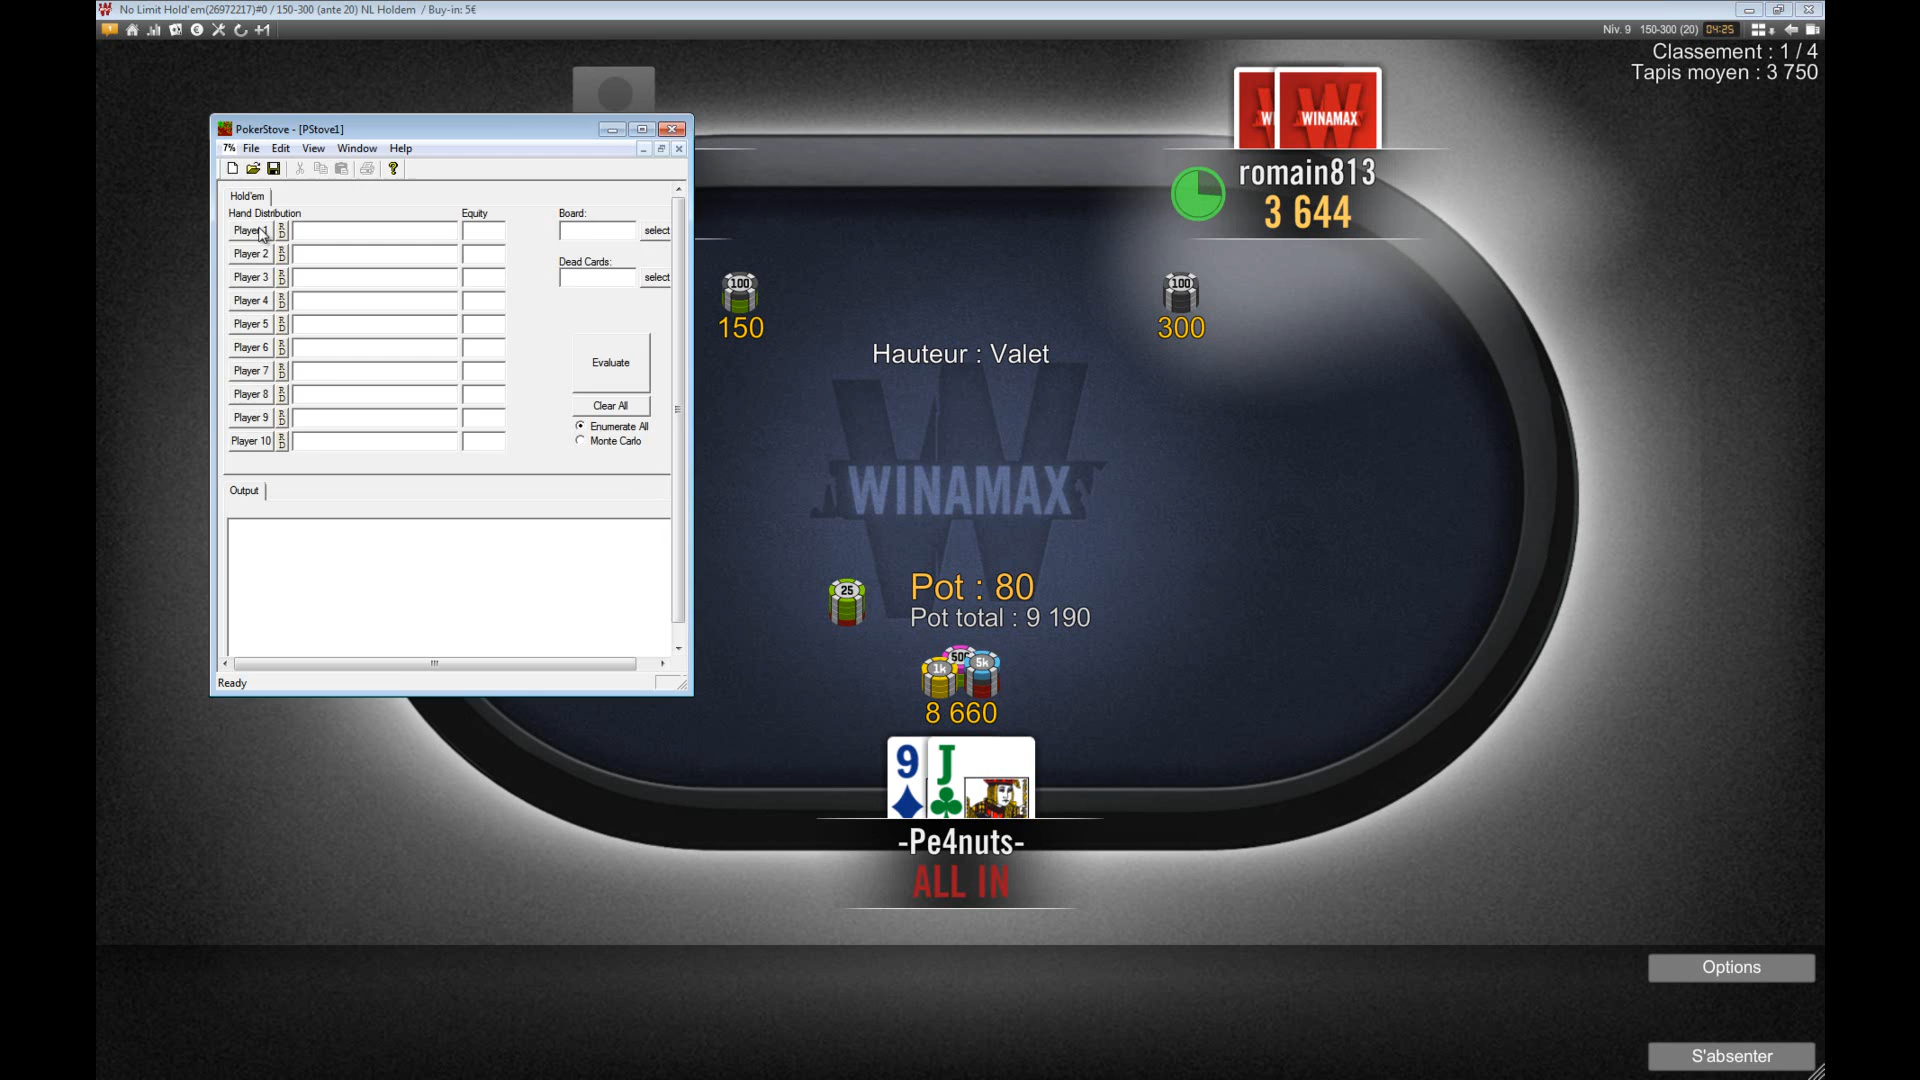 No Limit Hold'em(26972217)#0 / 150-300 (ante 20) NL Holdem / Buy-in: 5€
Niv. 9 150-300 (20) 04:25
Classement : 1 / 4
Tapis moyen : 3 750
PokerStove - [PStove1]
7% File Edit View Window Help
Hold'em
Hand Distribution Equity Board:
Player 1 select
Player 2
Dead Cards:
Player 3 select
Player 4
Player 5
Player 6
Player 7
Player 8
Player 9
Player 10
Evaluate
Clear All
Enumerate All
Monte Carlo
Output
Ready
W WINAMAX
romain813
3 644
100
150
100
300
Hauteur : Valet
WINAMAX
25
Pot : 80
Pot total : 9 190
1k 500 5k
8 660
9 J
-Pe4nuts-
ALL IN
Options
S'absenter